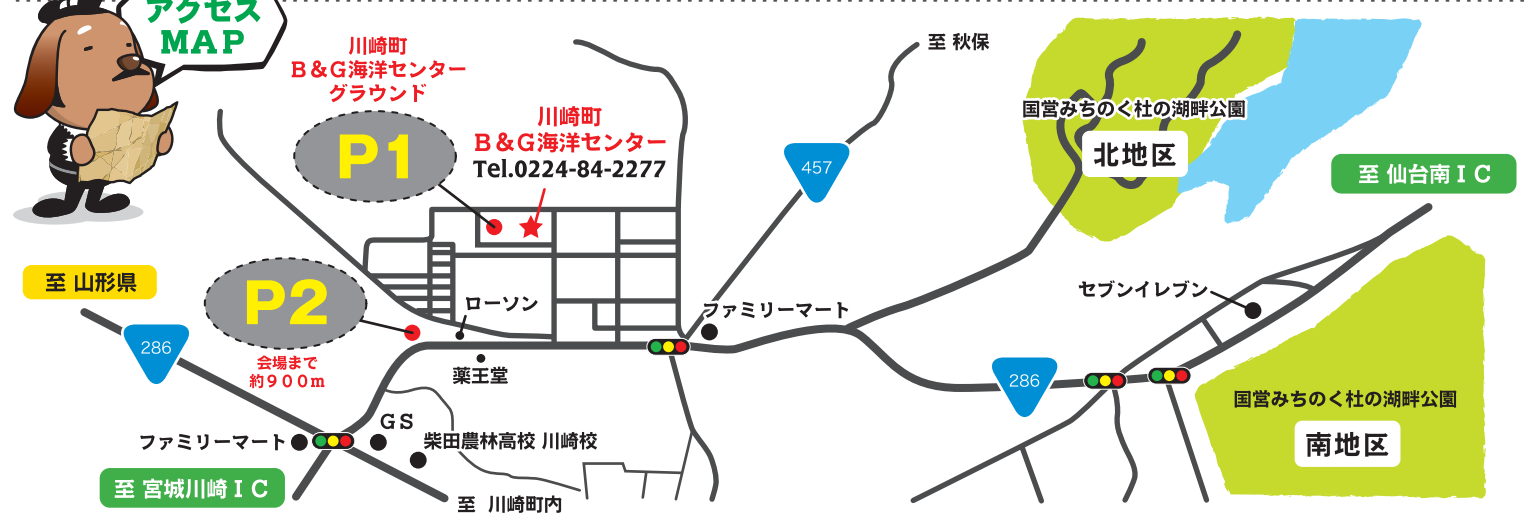 アクセス
MAP
川崎町
B&G海洋センター
グラウンド
P1
川崎町
B&G海洋センター
Tel.0224-84-2277
至 秋保
457
国営みちのく杜の湖畔公園
北地区
至 仙台南IC
至 山形県
286
P2
会場まで
約900m
ローソン
薬王堂
ファミリーマート
セブンイレブン
286
国営みちのく杜の湖畔公園
南地区
ファミリーマート
GS
柴田農林高校 川崎校
至 宮城川崎IC
至 川崎町内